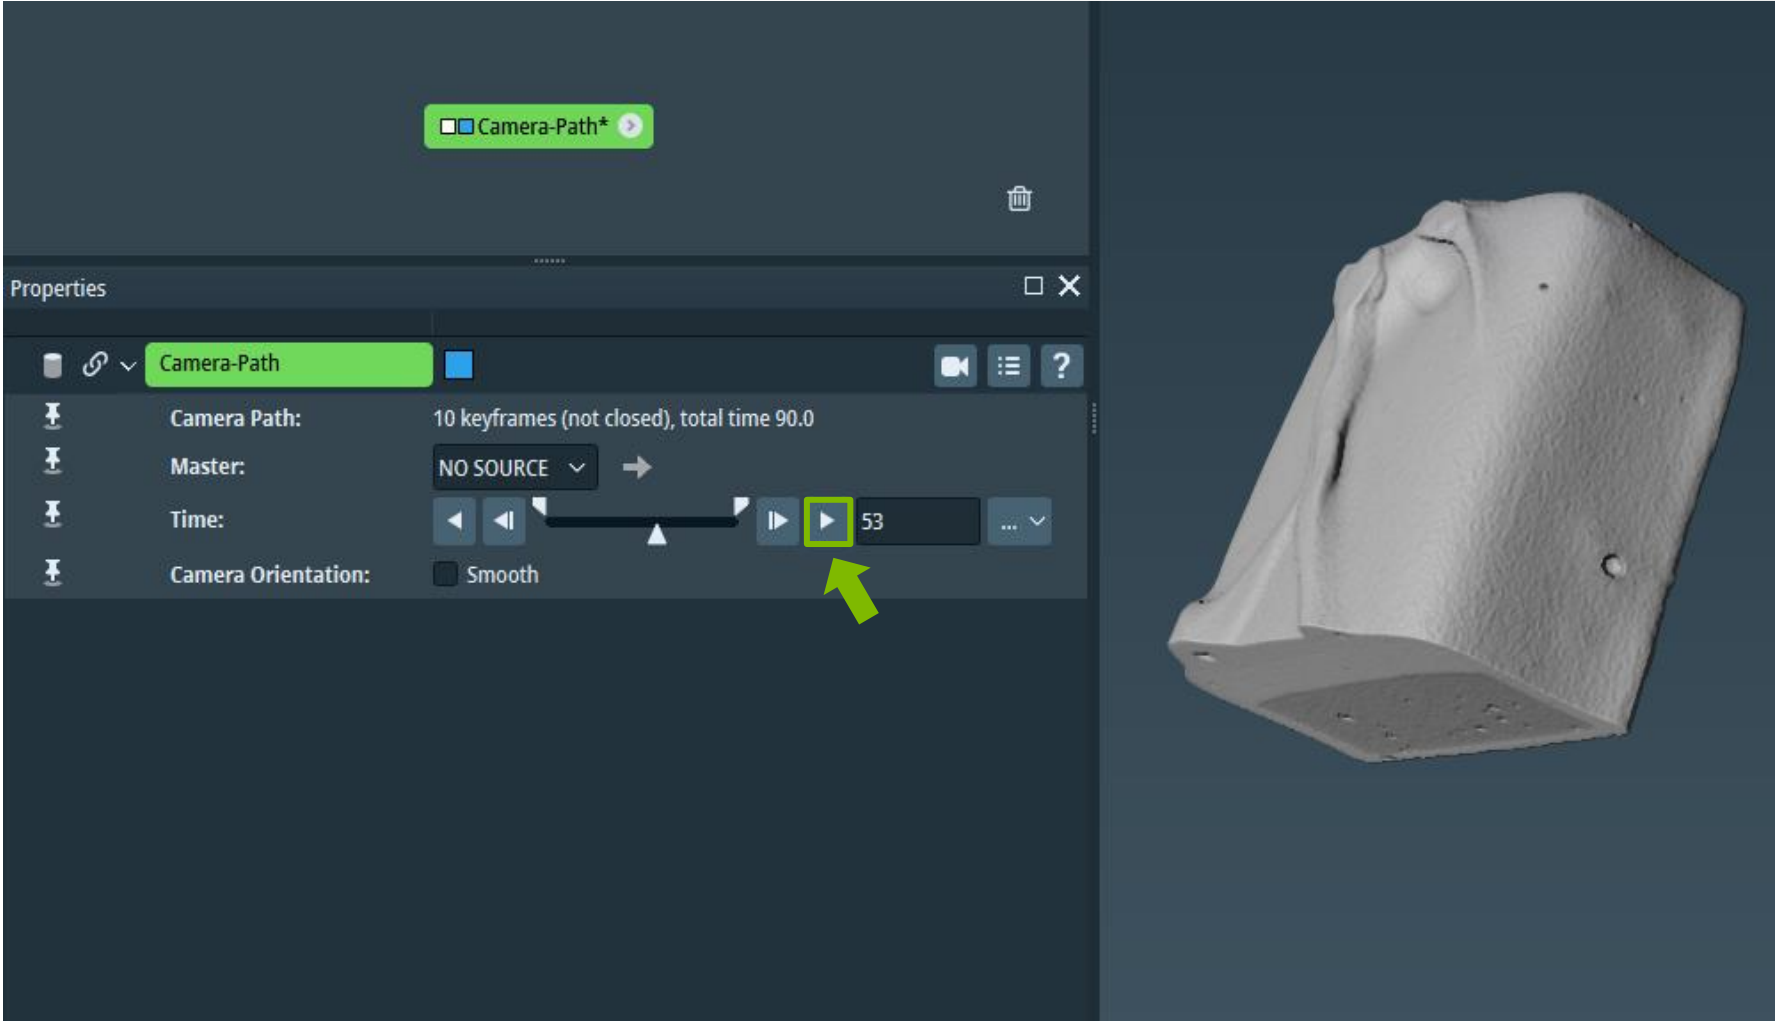 Camera-Path*
Properties
Camera-Path
?
Camera Path: 10 keyframes (not closed), total time 90.0
Master: NO SOURCE
Time: 53 ...
Camera Orientation: Smooth